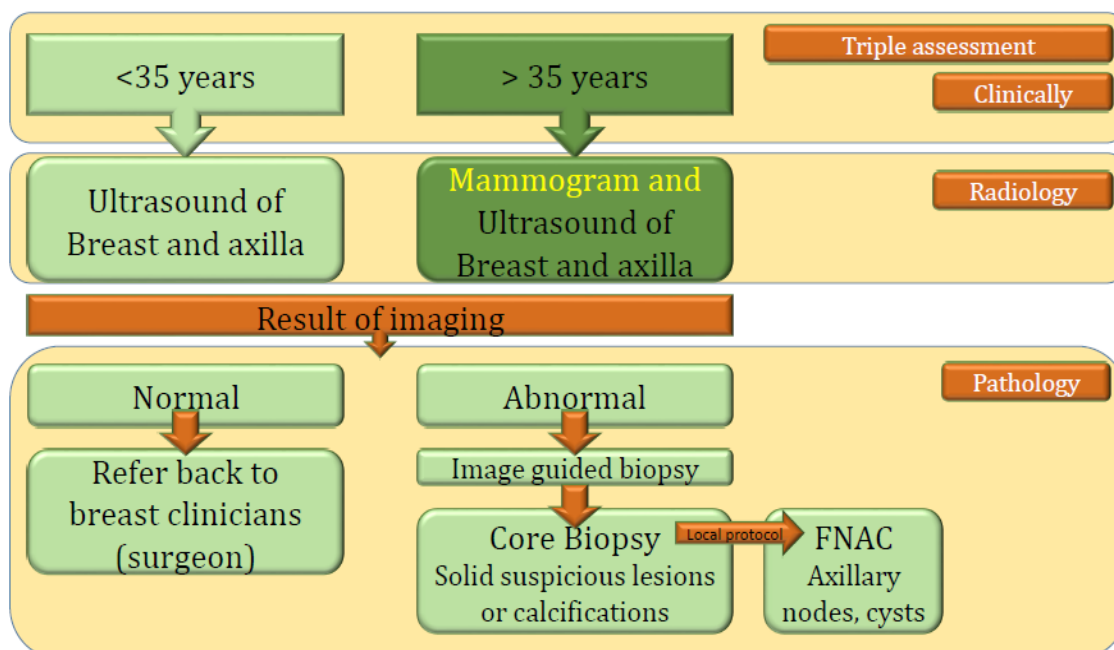 Triple assessment
<35 years
> 35 years
Clinically
Ultrasound of
Breast and axilla
Mammogram and
Ultrasound of
Breast and axilla
Radiology
Result of imaging
Pathology
Normal
Abnormal
Refer back to
breast clinicians
(surgeon)
Image guided biopsy
Core Biopsy
Solid suspicious lesions
or calcifications
Local protocol
FNAC
Axillary
nodes, cysts